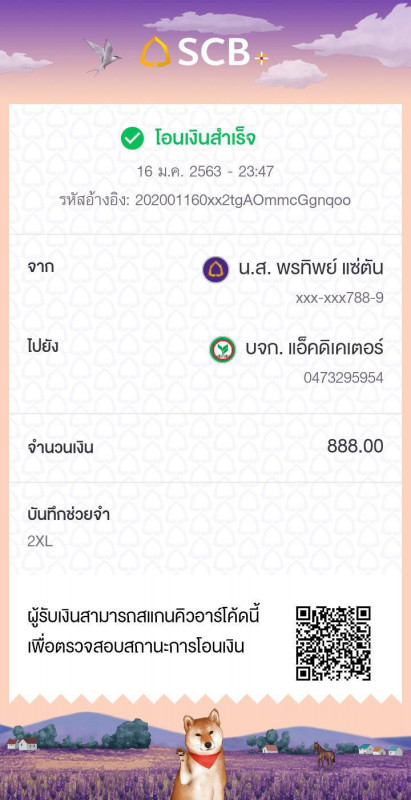 SCB
โอนเงินสำเร็จ
16 ม.ค. 2563 - 23:47
รหัสอ้างอิง: 202001160xx2tgAOmmcGgnqoo
จาก
น.ส. พรทิพย์ แซ่ตัน
xxx-xxx788-9
ไปยัง
บจก. แอ็คดิเคเตอร์
0473295954
จำนวนเงิน
888.00
บันทึกช่วยจำ
2XL
ผู้รับเงินสามารถสแกนคิวอาร์โค้ดนี้
เพื่อตรวจสอบสถานะการโอนเงิน